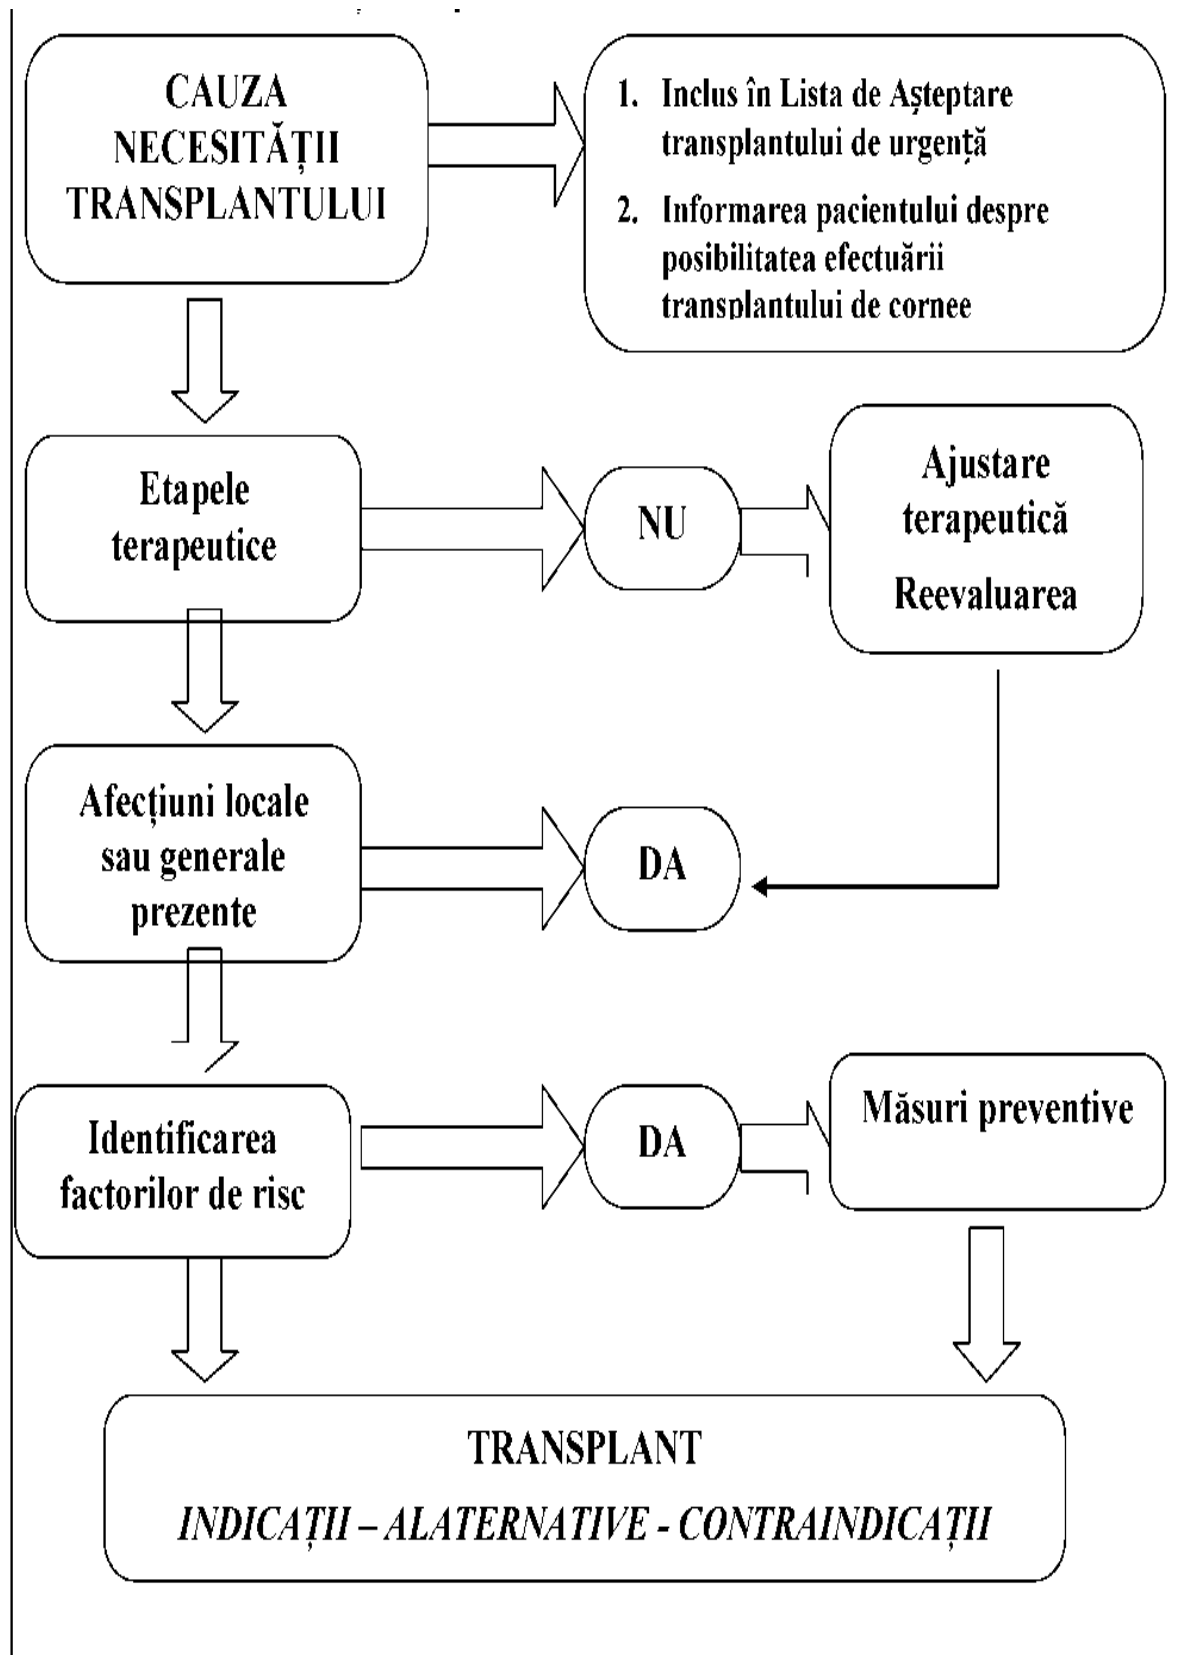 CAUZA
NECESITĂȚII
TRANSPLANTULUI
1. Inclus în Lista de Așteptare
transplantului de urgență
2. Informarea pacientului despre
posibilitatea efectuării
transplantului de cornee
Etapele
terapeutice
NU
Ajustare
terapeutică
Reevaluarea
Afecțiuni locale
sau generale
prezente
DA
Identificarea
factorilor de risc
DA
Măsuri preventive
TRANSPLANT
INDICAȚII – ALATERNATIVE - CONTRAINDICAȚII